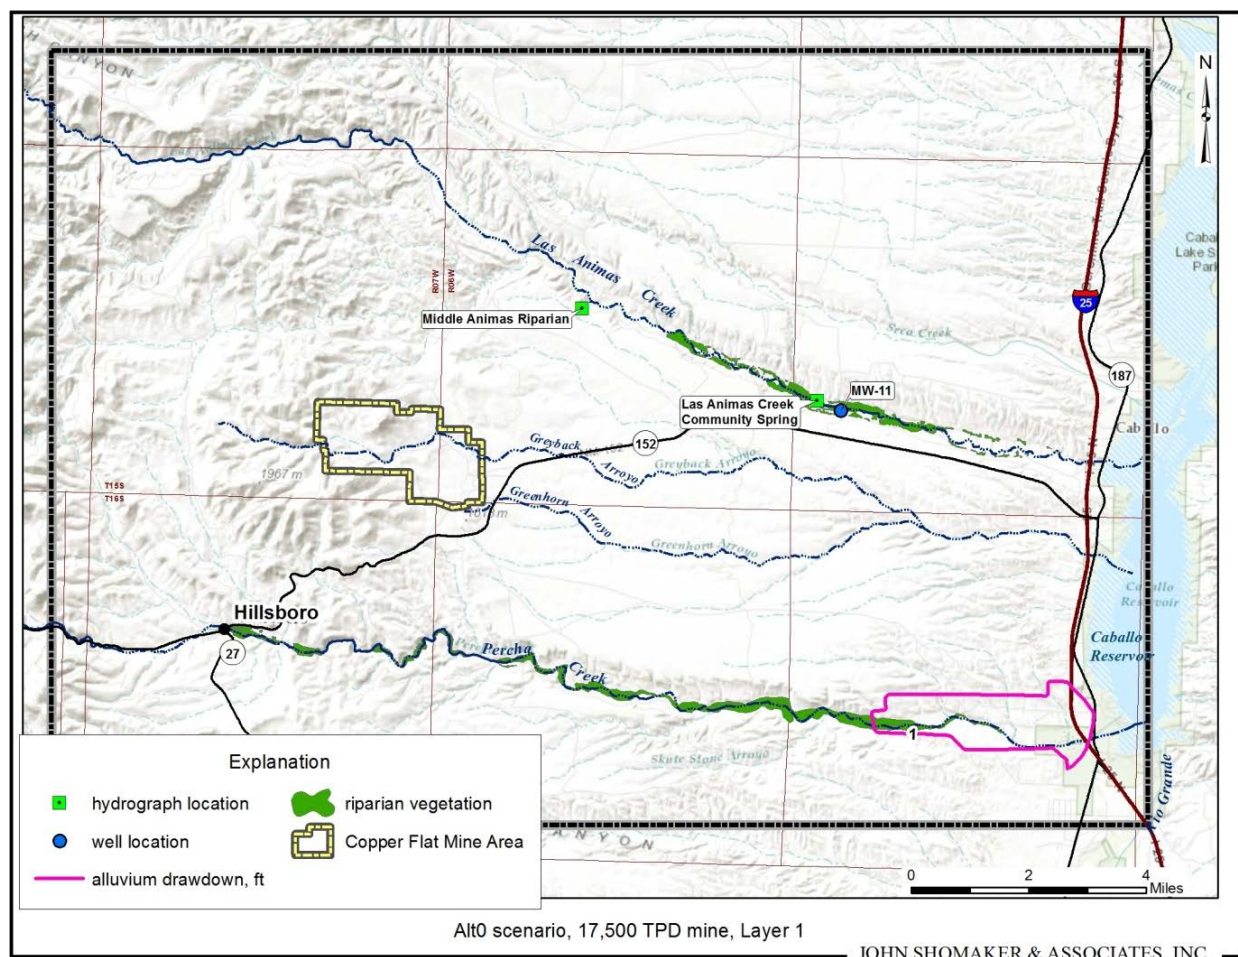 ANYON
N
Las
Animas
Creek
R07W
R06W
25
Middle Animas Riparian
Seco Creek
187
MW-11
Las Animas Creek
Community Spring
Caballo
152
Greyback
Arroyo
Greyback Arroyo
1967 m
T15S
T16S
Greenhorn
Arroyo
Greenhorn Arroyo
Caballo
Reservoir
Hillsboro
27
Percha
Creek
Caballo
Reservoir
1
Skute Stone Arroyo
Rio Grande
ANYON
Explanation
hydrograph location
riparian vegetation
well location
Copper Flat Mine Area
alluvium drawdown, ft
0 2 4
Miles
Alt0 scenario, 17,500 TPD mine, Layer 1
JOHN SHOMAKER & ASSOCIATES, INC.